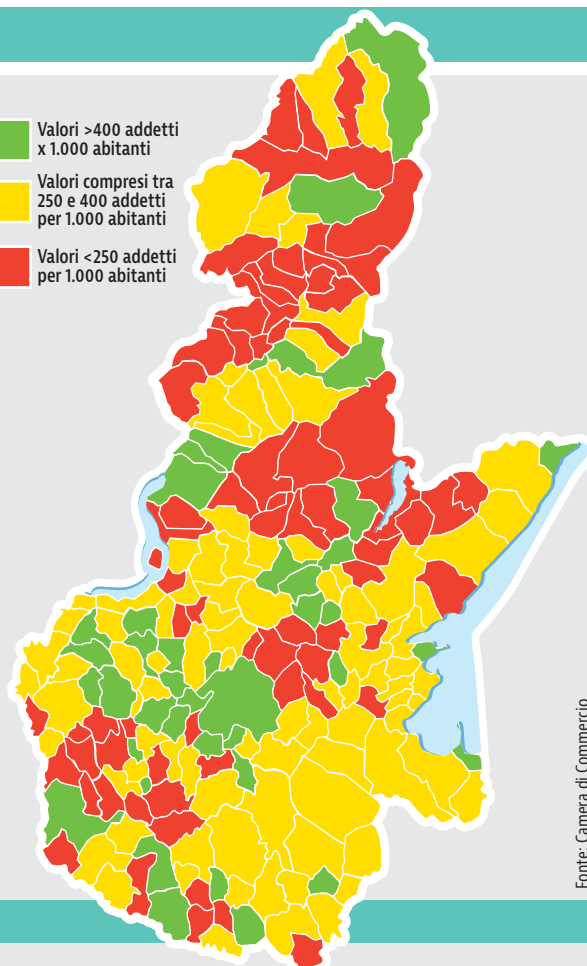 Valori >400 addetti
x 1.000 abitanti
Valori compresi tra
250 e 400 addetti
per 1.000 abitanti
Valori <250 addetti
per 1.000 abitanti
Fonte: Camera di Commercio